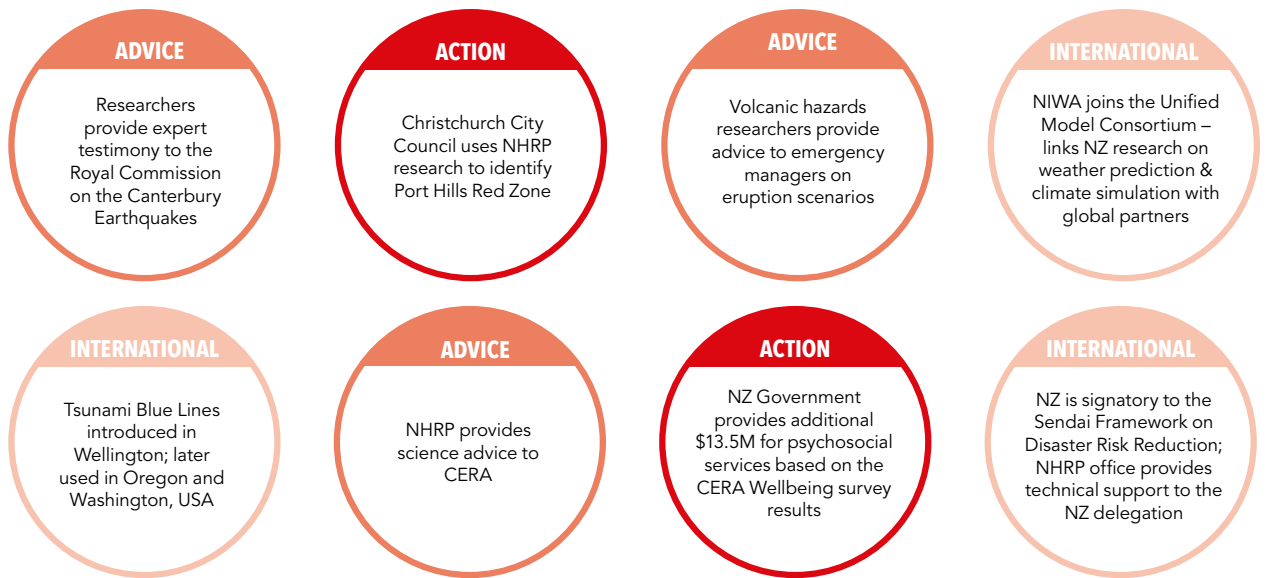 ADVICE
Researchers
provide expert
testimony to the
Royal Commission
on the Canterbury
Earthquakes
ACTION
Christchurch City
Council uses NHRP
research to identify
Port Hills Red Zone
ADVICE
Volcanic hazards
researchers provide
advice to emergency
managers on
eruption scenarios
INTERNATIONAL
NIWA joins the Unified
Model Consortium –
links NZ research on
weather prediction &
climate simulation with
global partners
INTERNATIONAL
Tsunami Blue Lines
introduced in
Wellington; later
used in Oregon and
Washington, USA
ADVICE
NHRP provides
science advice to
CERA
ACTION
NZ Government
provides additional
$13.5M for psychosocial
services based on the
CERA Wellbeing survey
results
INTERNATIONAL
NZ is signatory to the
Sendai Framework on
Disaster Risk Reduction;
NHRP office provides
technical support to the
NZ delegation